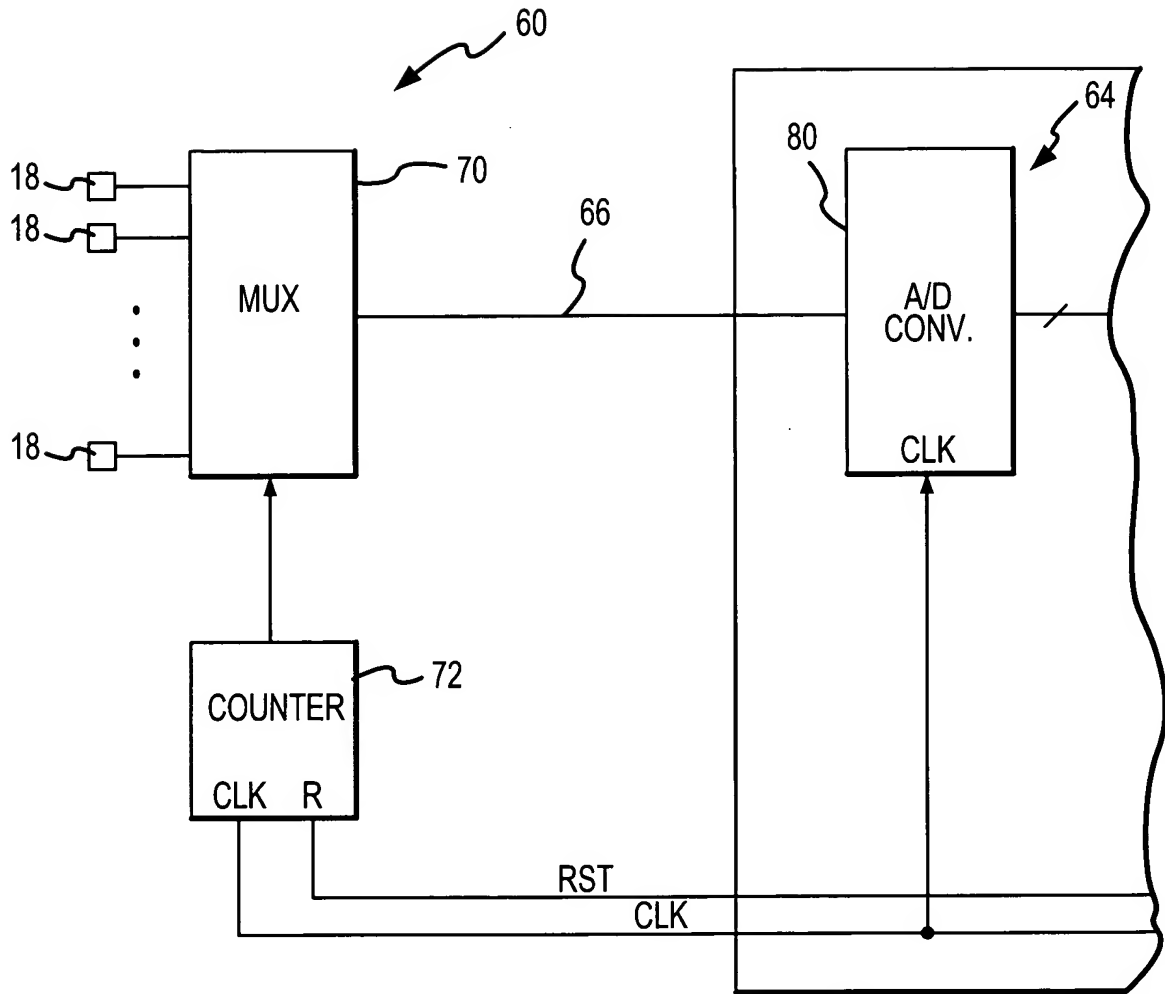 60
64
80
18
70
18
66
MUX
A/D
CONV.
18
CLK
72
COUNTER
CLK R
RST
CLK